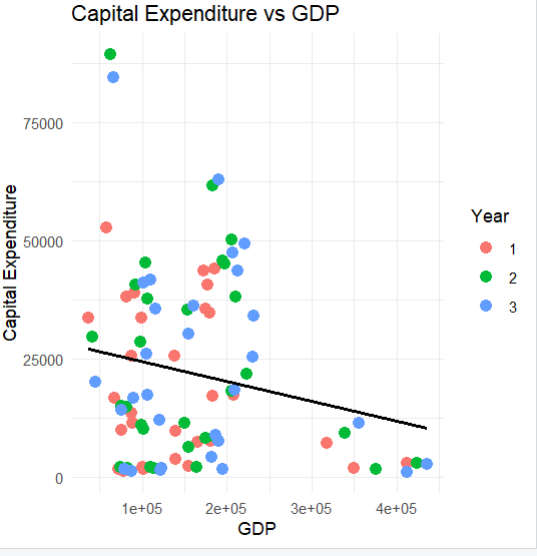 Capital Expenditure vs GDP
Capital Expenditure
75000
50000
25000
0
1e+05 2e+05 3e+05 4e+05
GDP
Year
1
2
3